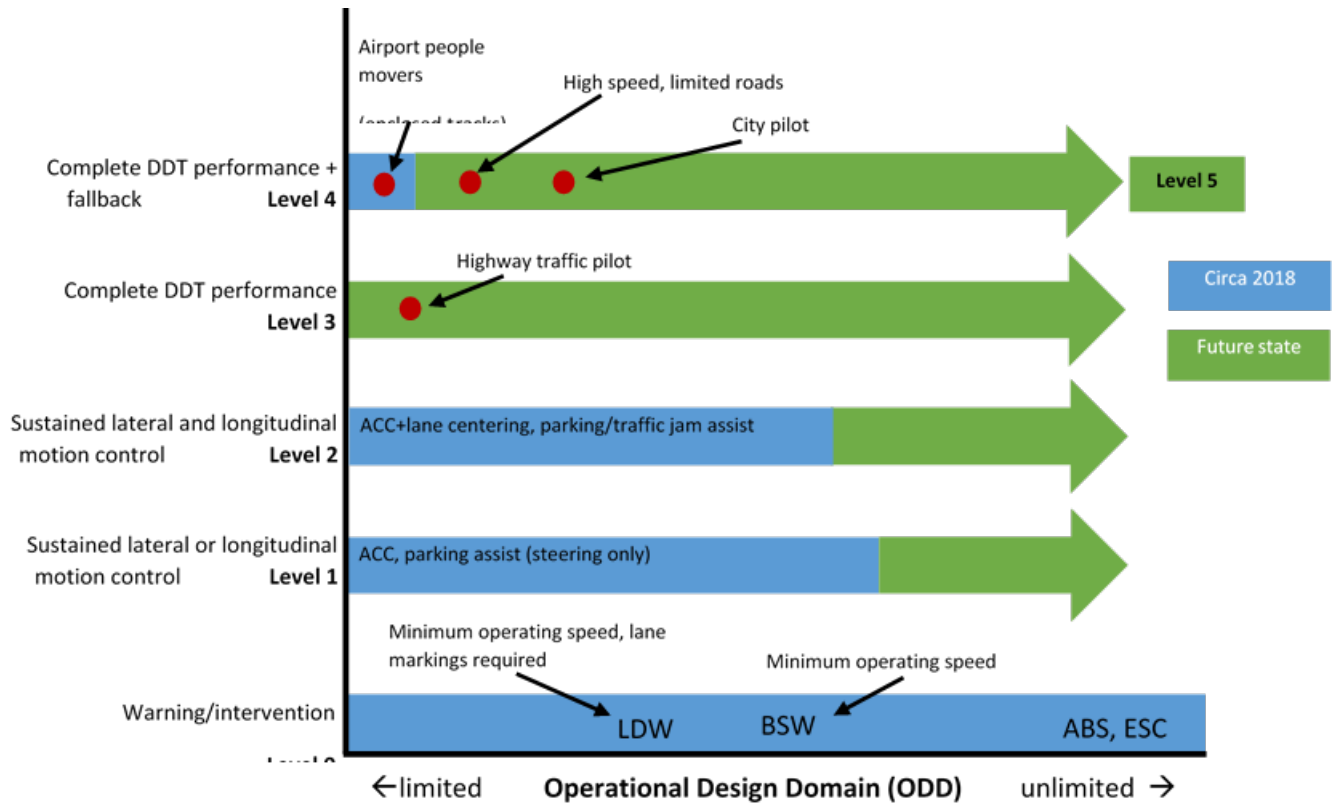 Airport people
movers
(enclosed tracks)
High speed, limited roads
City pilot
Complete DDT performance +
fallback Level 4
Level 5
Highway traffic pilot
Complete DDT performance
Level 3
Circa 2018
Future state
Sustained lateral and longitudinal
motion control Level 2
ACC+lane centering, parking/traffic jam assist
Sustained lateral or longitudinal
motion control Level 1
ACC, parking assist (steering only)
Minimum operating speed, lane
markings required
Minimum operating speed
Warning/intervention
LDW
BSW
ABS, ESC
Level 0
←limited Operational Design Domain (ODD) unlimited →